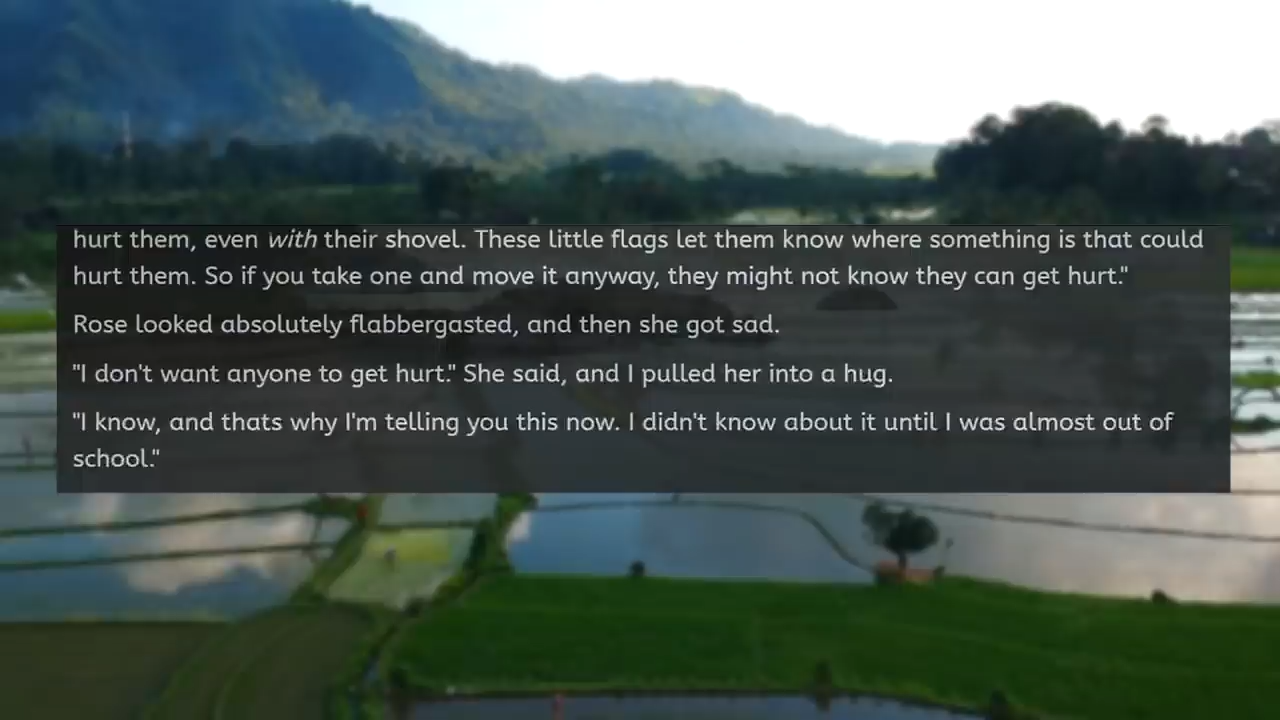 hurt them, even with their shovel. These little flags let them know where something is that could
hurt them. So if you take one and move it anyway, they might not know they can get hurt."
Rose looked absolutely flabbergasted, and then she got sad.
"I don't want anyone to get hurt." She said, and I pulled her into a hug.
"I know, and thats why I'm telling you this now. I didn't know about it until I was almost out of
school."